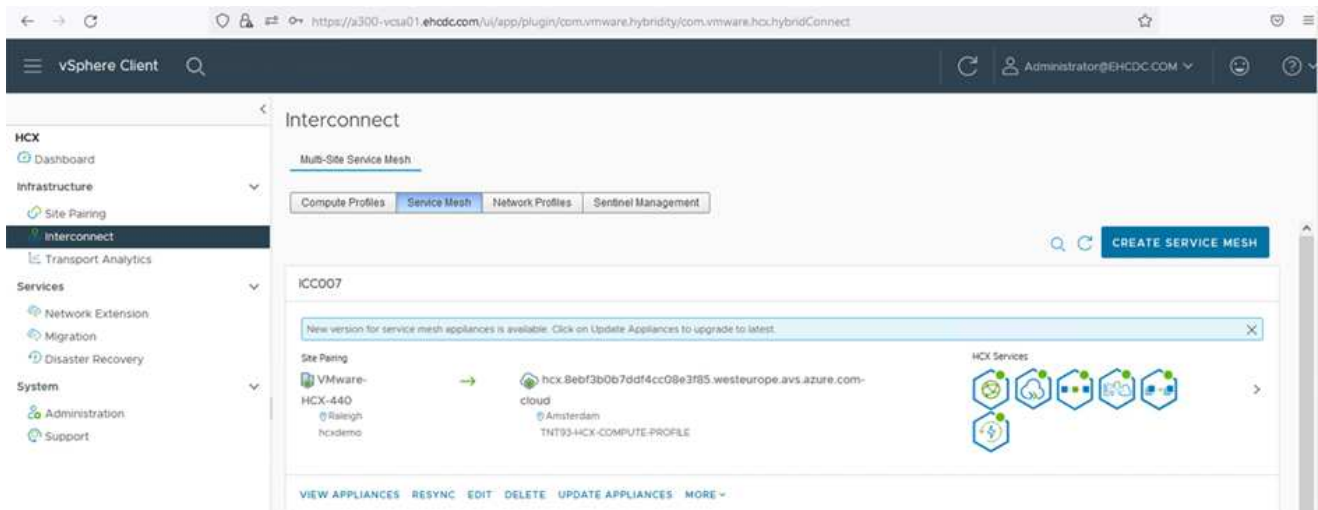 https://a300-vcsa01.ehcdc.com/ui/app/plugin/com.vmware.hybridity/com.vmware.hcx.hybridConnect
vSphere Client
Administrator@EHCDC.COM
HCX
Dashboard
Infrastructure
Site Pairing
Interconnect
Transport Analytics
Services
Network Extension
Migration
Disaster Recovery
System
Administration
Support
Interconnect
Multi-Site Service Mesh
Compute Profiles Service Mesh Network Profiles Sentinel Management
CREATE SERVICE MESH
ICC007
New version for service mesh appliances is available. Click on Update Appliances to upgrade to latest.
Site Pairing
VMware-
HCX-440
Raleigh
hcxdemo
hcx.8ebf3b0b7ddf4cc08e3f85.westeurope.avs.azure.com-
cloud
Amsterdam
TNT93-HCX-COMPUTE-PROFILE
HCX Services
VIEW APPLIANCES RESYNC EDIT DELETE UPDATE APPLIANCES MORE